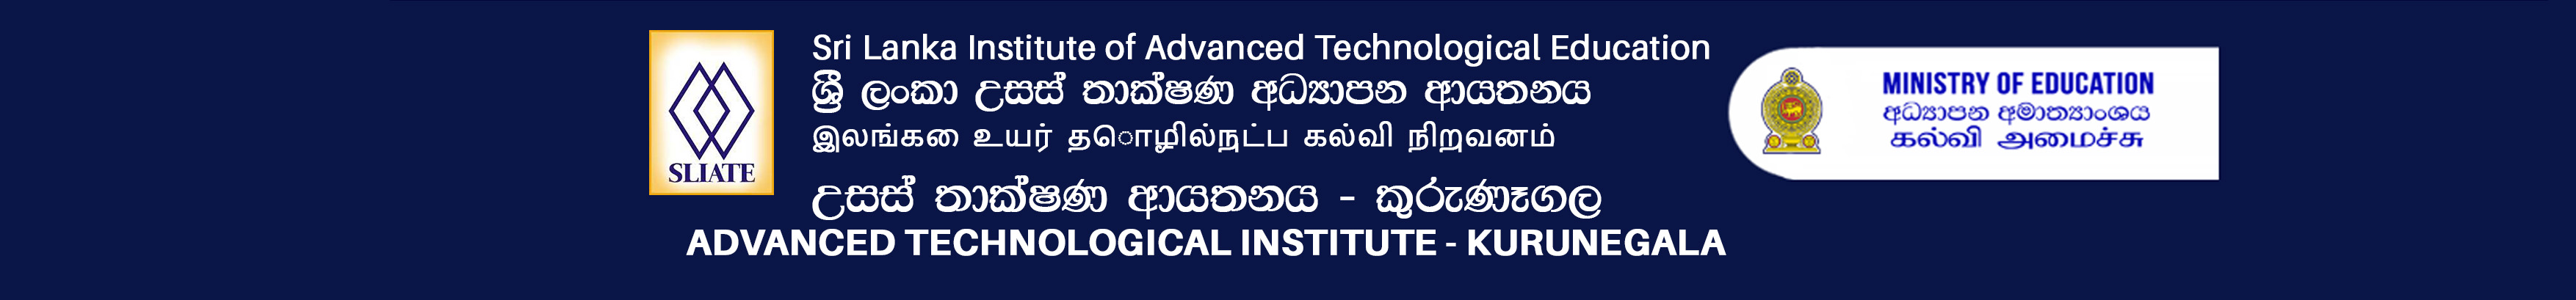 SLIATE
Sri Lanka Institute of Advanced Technological Education
ශ්‍රී ලංකා උසස් තාක්ෂණ අධ්‍යාපන ආයතනය
இலங்கை உயர் தொழில்நுட்ப கல்வி நிறுவனம்
උසස් තාක්ෂණ ආයතනය - කුරුණෑගල
ADVANCED TECHNOLOGICAL INSTITUTE - KURUNEGALA
MINISTRY OF EDUCATION
අධ්‍යාපන අමාත්‍යාංශය
கல்வி அமைச்சு